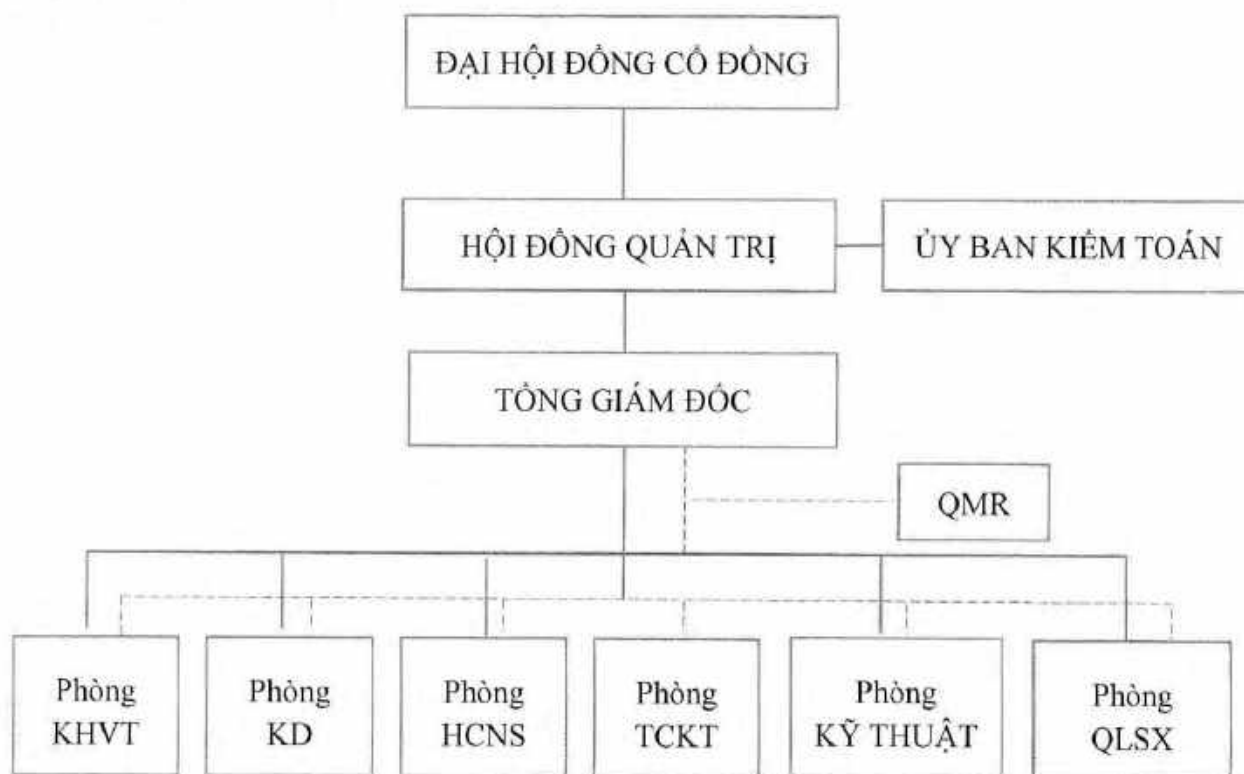 ĐẠI HỘI ĐỒNG CỔ ĐÔNG
HỘI ĐỒNG QUẢN TRỊ
ỦY BAN KIỂM TOÁN
TỔNG GIÁM ĐỐC
QMR
Phòng
KHVT
Phòng
KD
Phòng
HCNS
Phòng
TCKT
Phòng
KỸ THUẬT
Phòng
QLSX